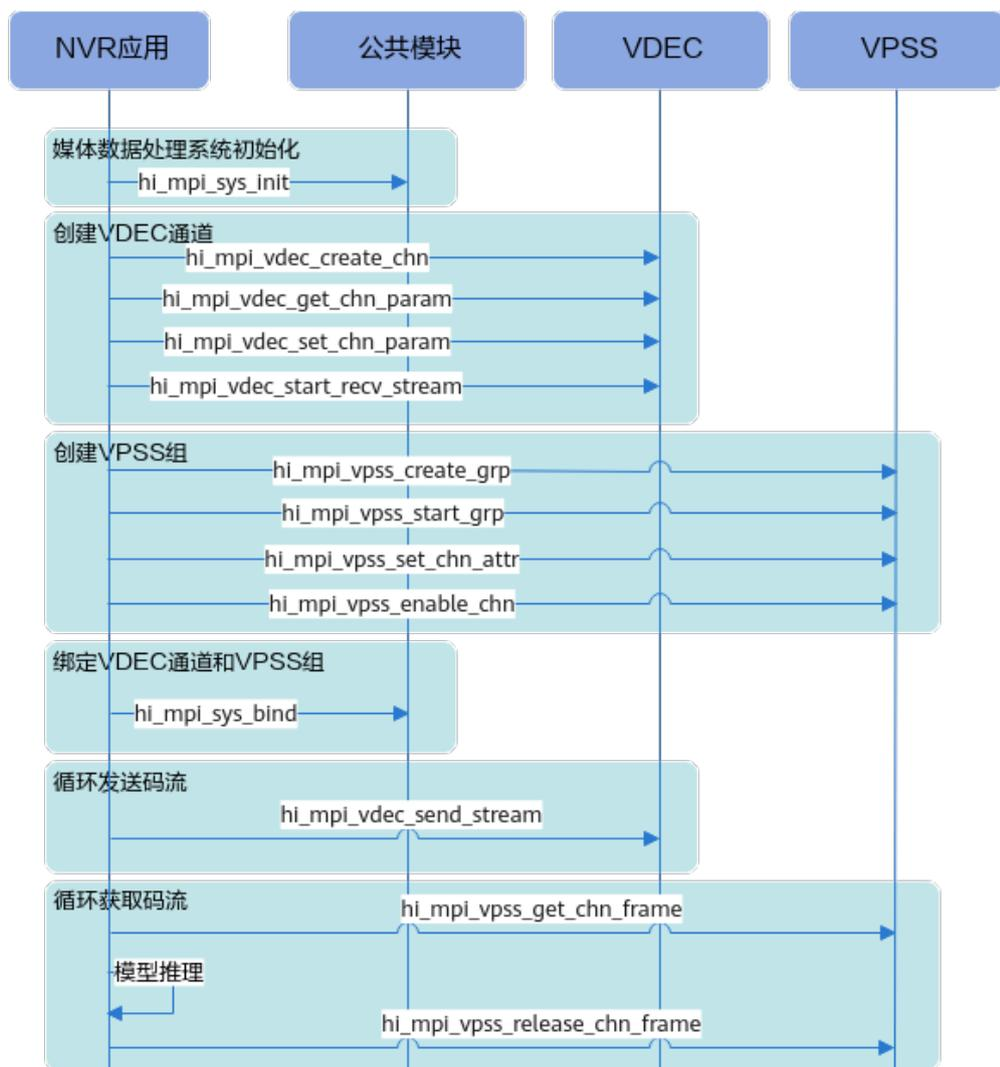 NVR应用
公共模块
VDEC
VPSS
媒体数据处理系统初始化
hi_mpi_sys_init
创建VDEC通道
hi_mpi_vdec_create_chn
hi_mpi_vdec_get_chn_param
hi_mpi_vdec_set_chn_param
hi_mpi_vdec_start_recv_stream
创建VPSS组
hi_mpi_vpss_create_grp
hi_mpi_vpss_start_grp
hi_mpi_vpss_set_chn_attr
hi_mpi_vpss_enable_chn
绑定VDEC通道和VPSS组
hi_mpi_sys_bind
循环发送码流
hi_mpi_vdec_send_stream
循环获取码流
hi_mpi_vpss_get_chn_frame
模型推理
hi_mpi_vpss_release_chn_frame